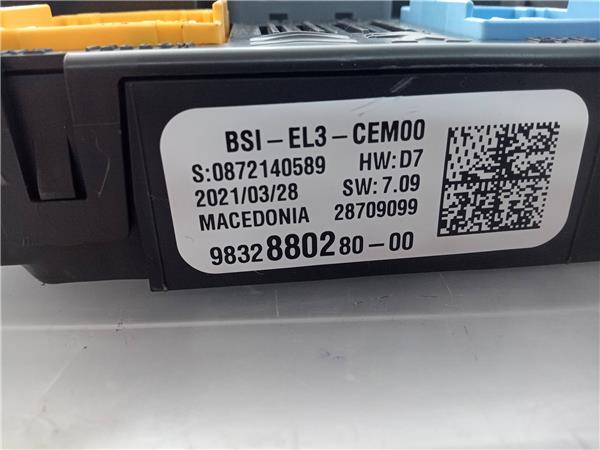 BSI-EL3-CEM00
S:0872140589 HW:D7
2021/03/28 SW:7.09
MACEDONIA 28709099
9832880280-00